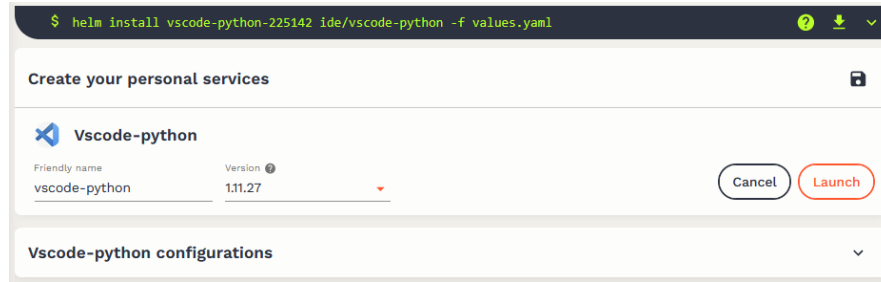 $ helm install vscode-python-225142 ide/vscode-python -f values.yaml
Create your personal services
Vscode-python
Friendly name
Version
vscode-python
1.11.27
Cancel
Launch
Vscode-python configurations